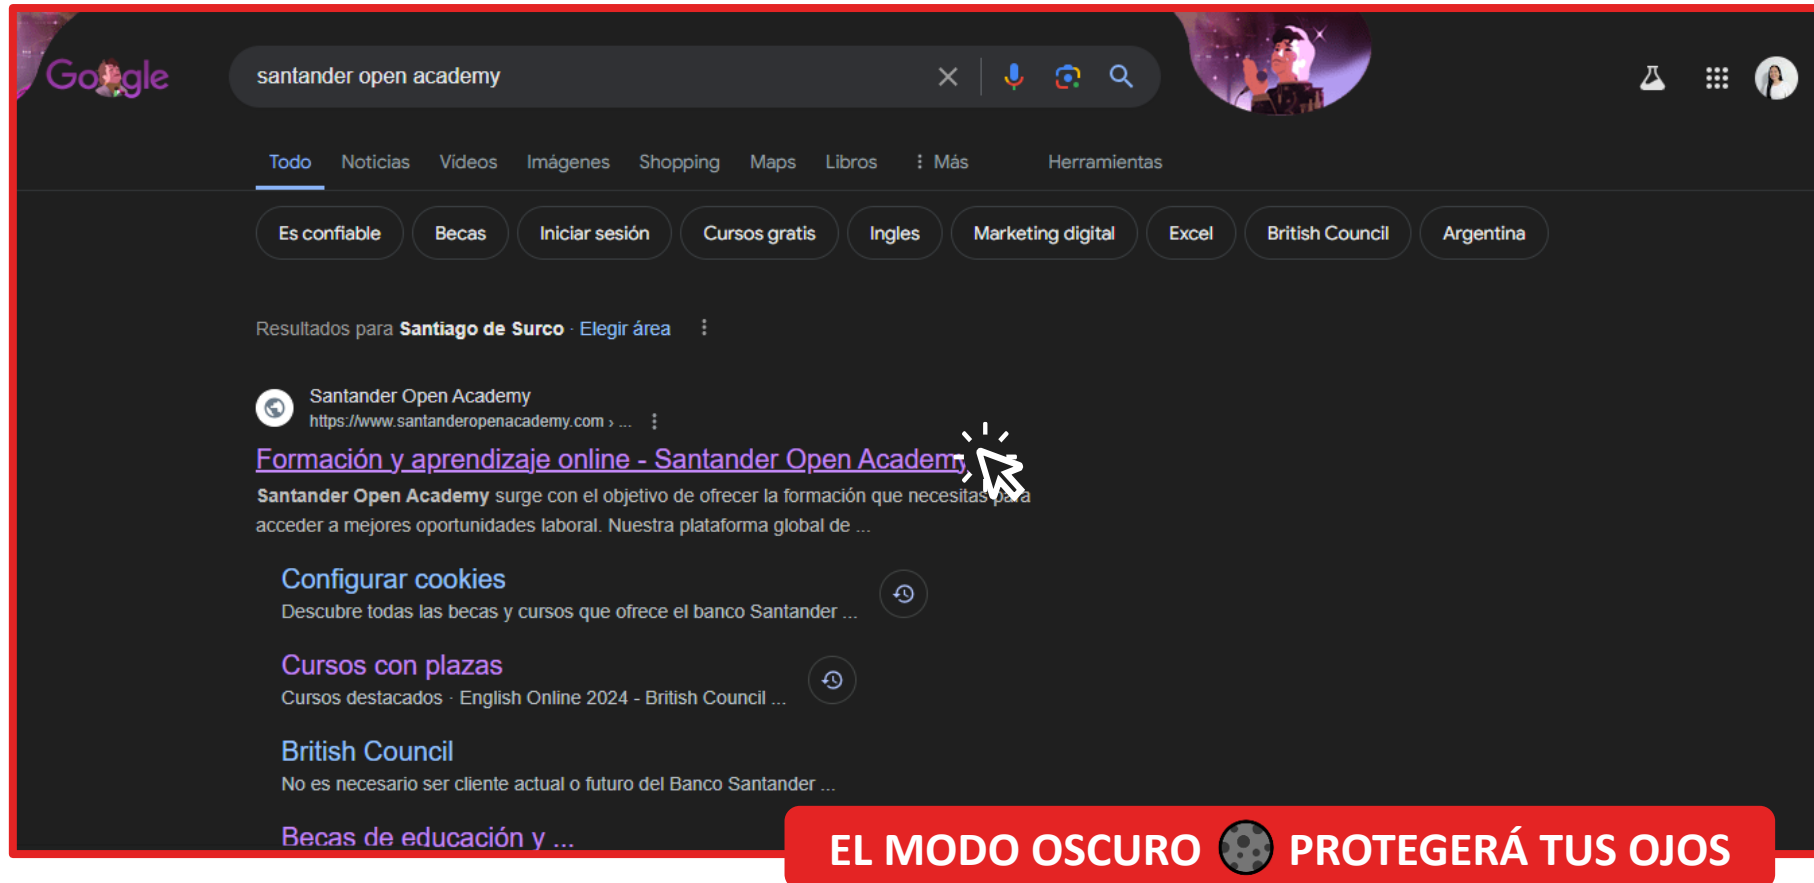 Google
santander open academy
Todo Noticias Vídeos Imágenes Shopping Maps Libros Más Herramientas
Es confiable Becas Iniciar sesión Cursos gratis Ingles Marketing digital Excel British Council Argentina
Resultados para Santiago de Surco · Elegir área
Santander Open Academy
https://www.santanderopenacademy.com › ...
Formación y aprendizaje online - Santander Open Academy
Santander Open Academy surge con el objetivo de ofrecer la formación que necesitas para
acceder a mejores oportunidades laboral. Nuestra plataforma global de ...
Configurar cookies
Descubre todas las becas y cursos que ofrece el banco Santander ...
Cursos con plazas
Cursos destacados · English Online 2024 - British Council ...
British Council
No es necesario ser cliente actual o futuro del Banco Santander ...
Becas de educación y ...
EL MODO OSCURO PROTEGERÁ TUS OJOS